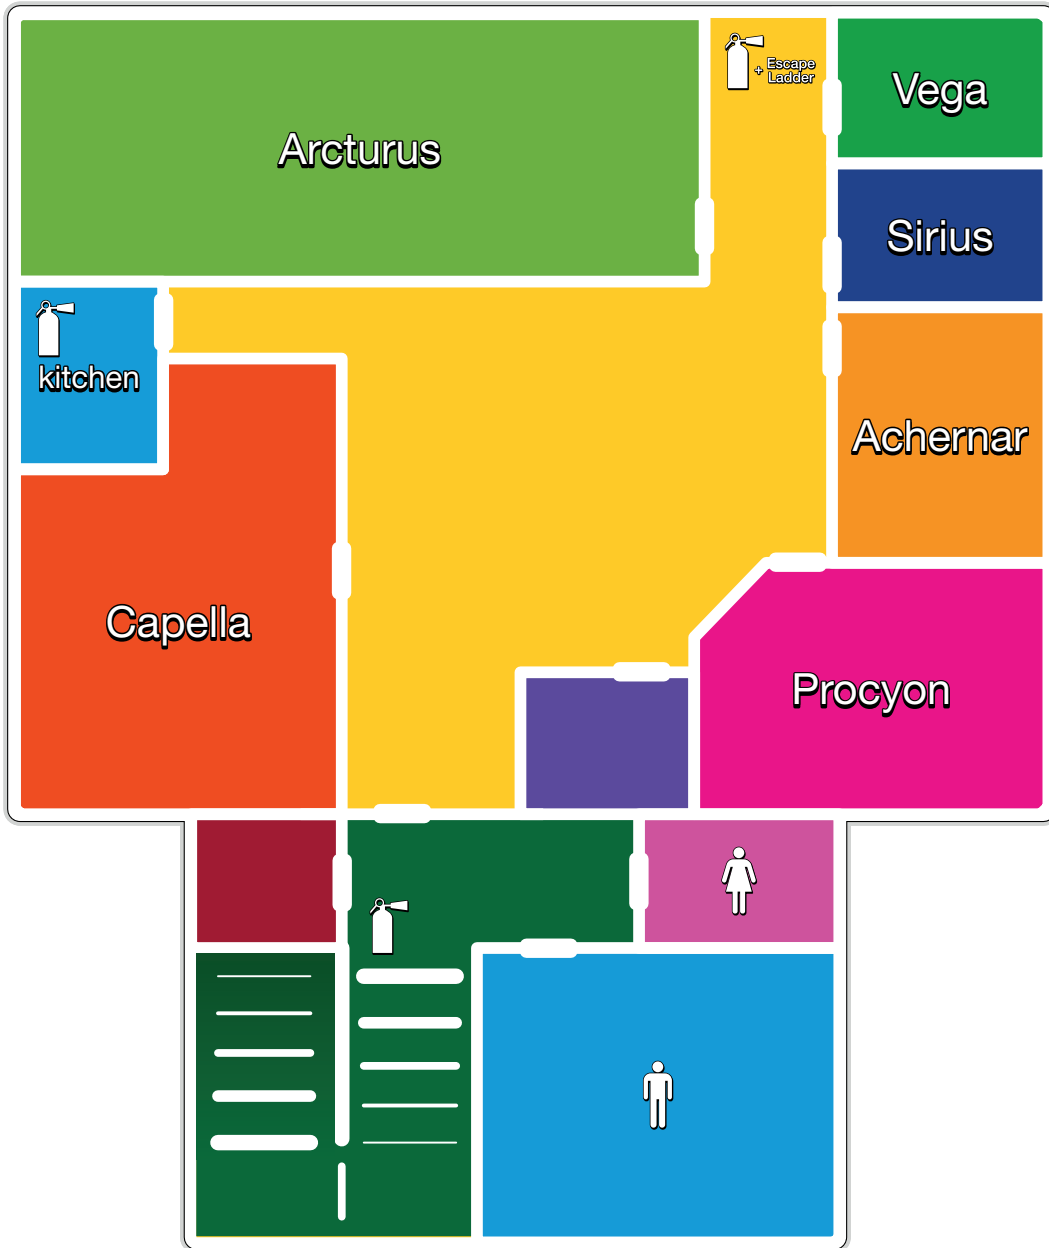 Arcturus
+ Escape
Ladder
Vega
Sirius
kitchen
Achernar
Capella
Procyon